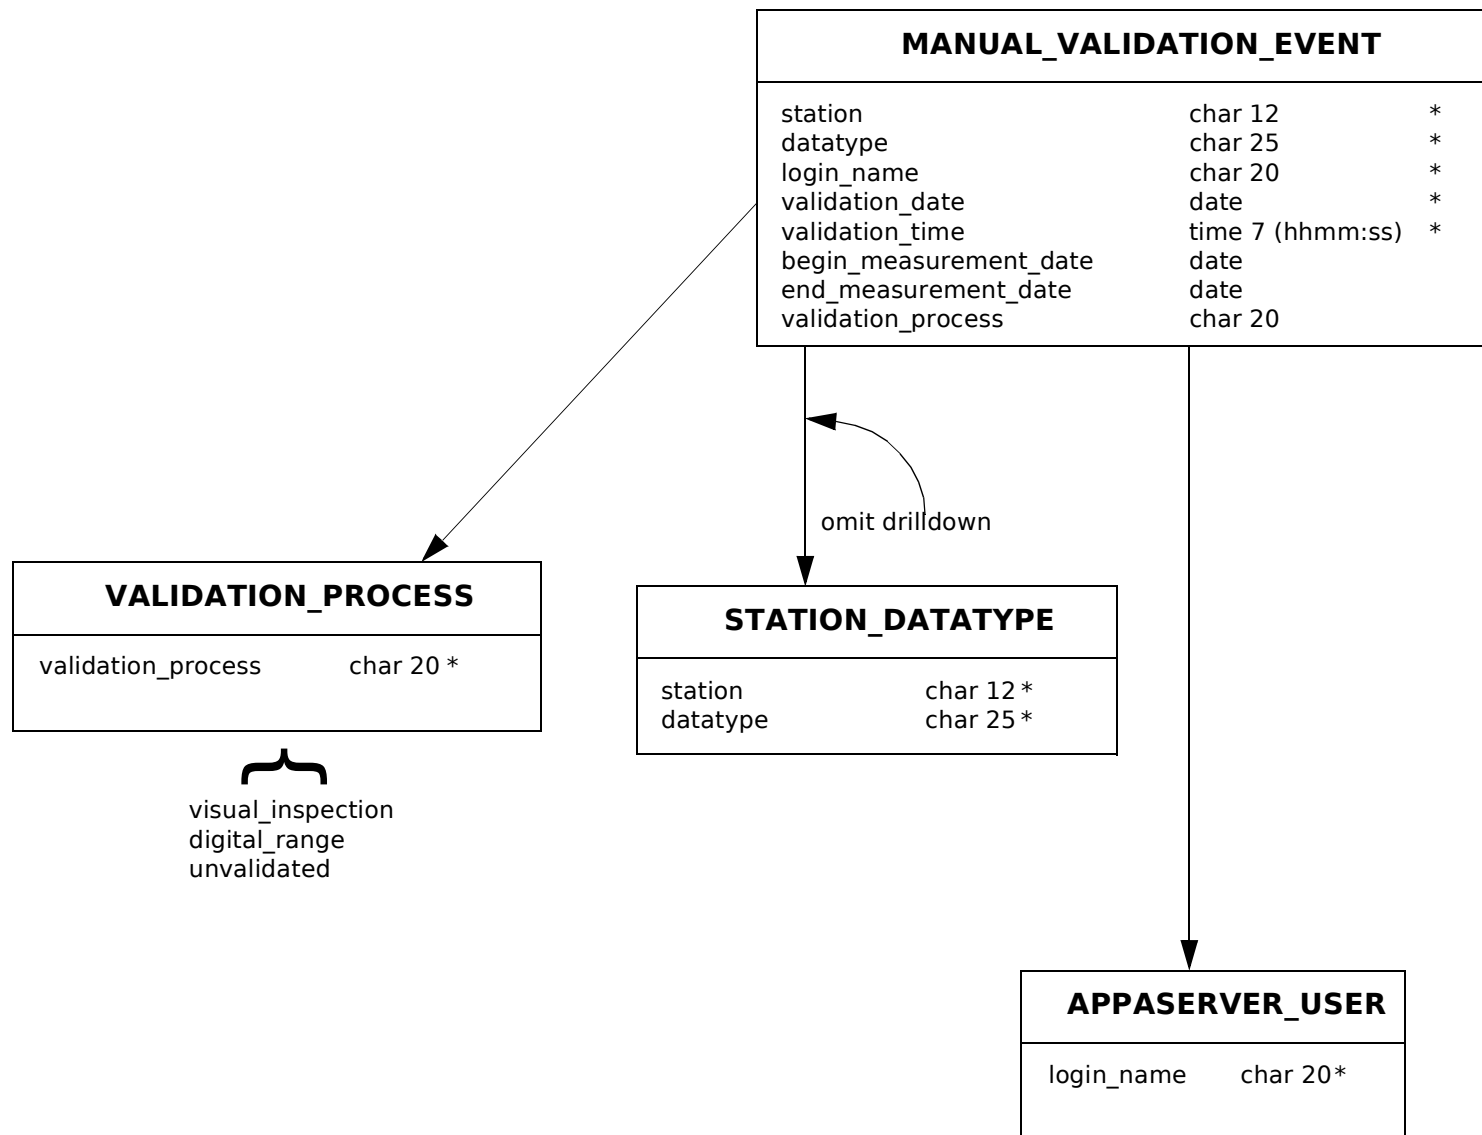 MANUAL_VALIDATION_EVENT
station char 12 *
datatype char 25 *
login_name char 20 *
validation_date date *
validation_time time 7 (hhmm:ss) *
begin_measurement_date date
end_measurement_date date
validation_process char 20
omit drilldown
VALIDATION_PROCESS
validation_process char 20 *
visual_inspection
digital_range
unvalidated
STATION_DATATYPE
station char 12 *
datatype char 25 *
APPASERVER_USER
login_name char 20 *